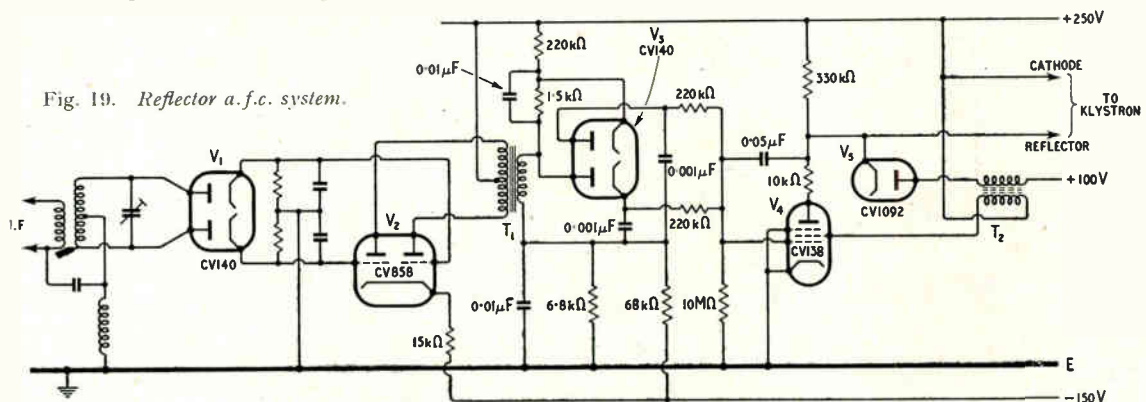 Fig. 19. Reflector a.f.c. system.
220kΩ
V3
CV140
+250V
0·01μF
1·5kΩ
220kΩ
330kΩ
CATHODE
TO
KLYSTRON
REFLECTOR
V1
CV140
0·05μF
0·001μF
V5
CV1092
+100V
I.F
V2
CV858
T1
0·001μF
220kΩ
10kΩ
V4
CV138
T2
0·01μF
6·8kΩ
68kΩ
10MΩ
15kΩ
E
−150V